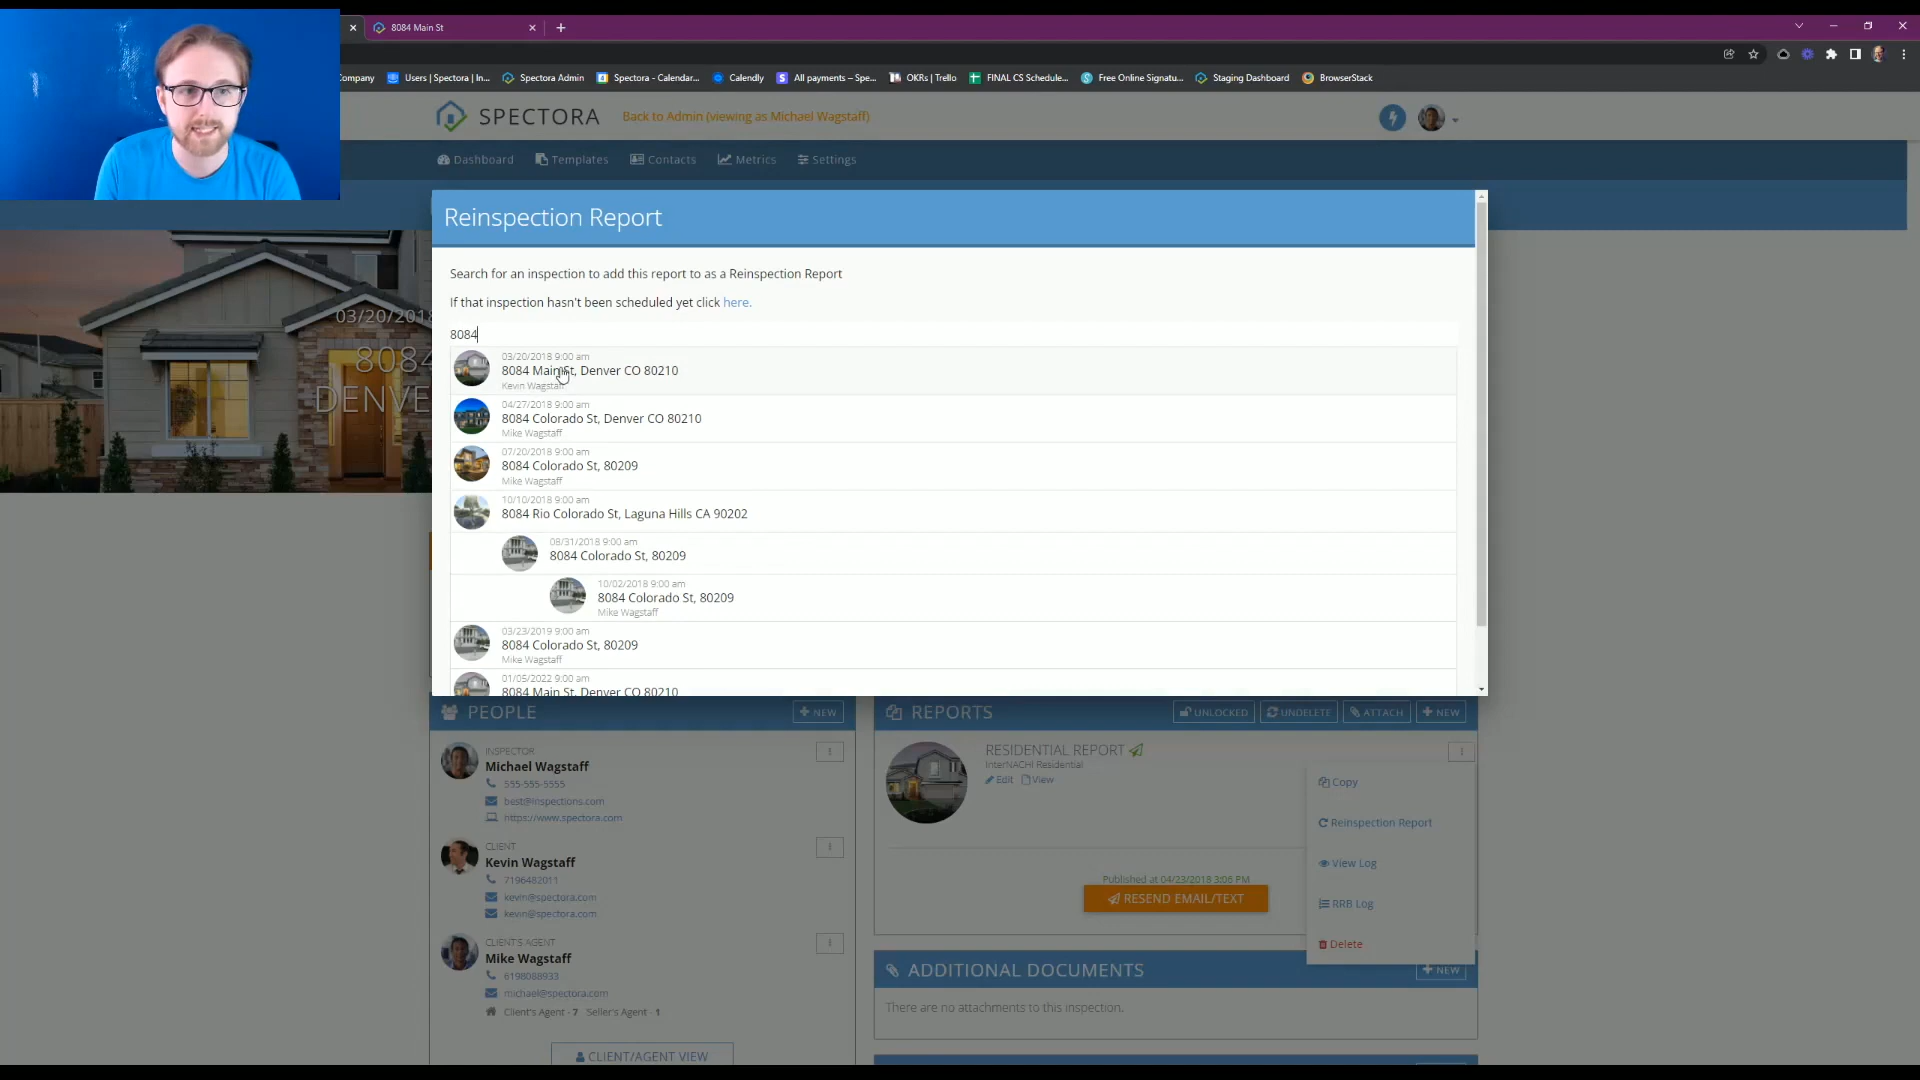 8084 Main St
ompany
Users | Spectora | In...
Spectora Admin
Spectora - Calendar...
Calendly
All payments – Spe...
OKRs | Trello
FINAL CS Schedule...
Free Online Signatu...
Staging Dashboard
BrowserStack
SPECTORA
Back to Admin (viewing as Michael Wagstaff)
Dashboard
Templates
Contacts
Metrics
Settings
03/20/2018
8084
DENVE
Reinspection Report
Search for an inspection to add this report to as a Reinspection Report
If that inspection hasn't been scheduled yet click here.
8084
03/20/2018 9:00 am
8084 Main St, Denver CO 80210
Kevin Wagstaff
04/27/2018 9:00 am
8084 Colorado St, Denver CO 80210
Mike Wagstaff
07/20/2018 9:00 am
8084 Colorado St, 80209
Mike Wagstaff
10/10/2018 9:00 am
8084 Rio Colorado St, Laguna Hills CA 90202
08/31/2018 9:00 am
8084 Colorado St, 80209
10/02/2018 9:00 am
8084 Colorado St, 80209
Mike Wagstaff
03/23/2019 9:00 am
8084 Colorado St, 80209
Mike Wagstaff
01/05/2022 9:00 am
8084 Main St, Denver CO 80210
PEOPLE
NEW
INSPECTOR
Michael Wagstaff
555-555-5555
best@inspections.com
https://www.spectora.com
CLIENT
Kevin Wagstaff
7196482011
kevin@spectora.com
kevin@spectora.com
CLIENT'S AGENT
Mike Wagstaff
6198088933
michael@spectora.com
Client's Agent - 7 Seller's Agent - 1
CLIENT/AGENT VIEW
REPORTS
UNLOCKED
UNDELETE
ATTACH
NEW
RESIDENTIAL REPORT
InterNACHI Residential
Edit
View
Copy
Reinspection Report
View Log
RRB Log
Delete
Published at 04/23/2018 3:06 PM
RESEND EMAIL/TEXT
ADDITIONAL DOCUMENTS
NEW
There are no attachments to this inspection.